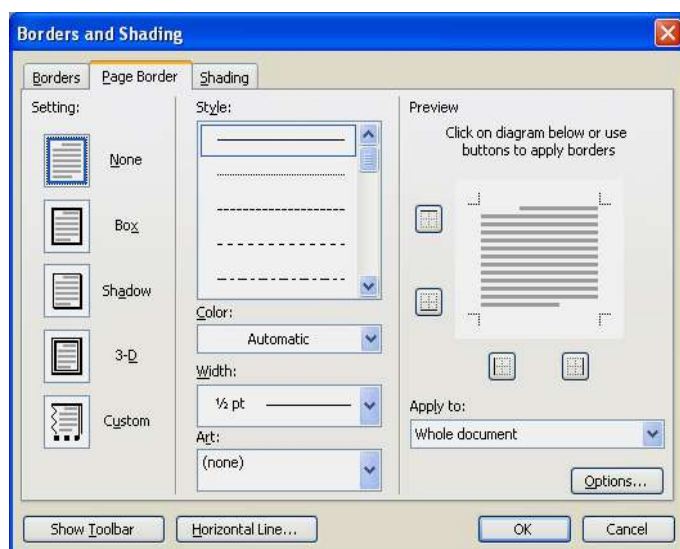 Borders and Shading
Borders Page Border Shading
Setting:
None
Box
Shadow
3-D
Custom
Style:
Color:
Automatic
Width:
½ pt
Art:
(none)
Preview
Click on diagram below or use
buttons to apply borders
Apply to:
Whole document
Options...
Show Toolbar Horizontal Line... OK Cancel